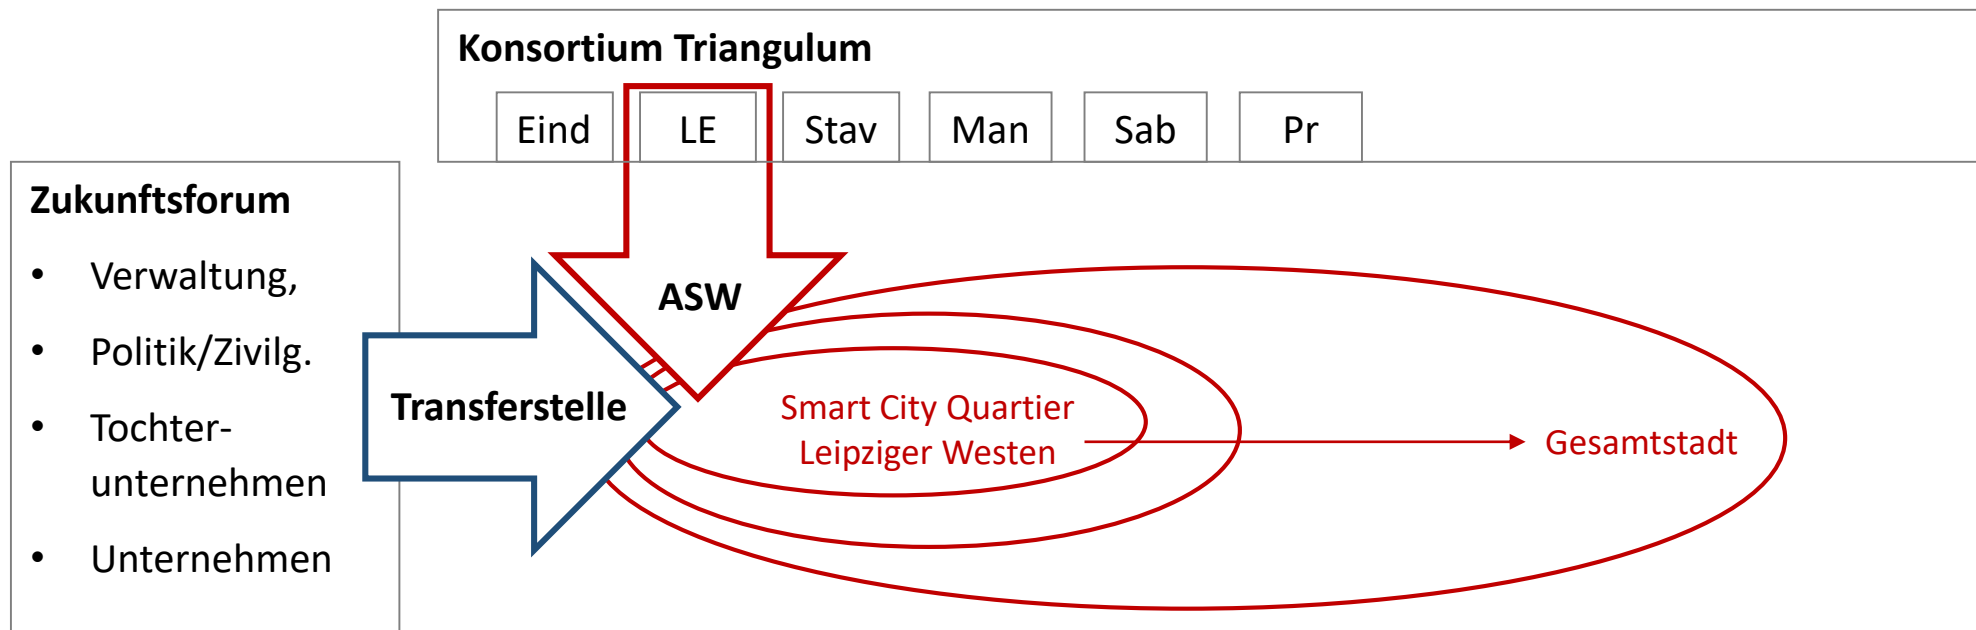 Konsortium Triangulum
Eind
LE
Stav
Man
Sab
Pr
Zukunftsforum
• Verwaltung,
• Politik/Zivilg.
• Tochter-
unternehmen
• Unternehmen
ASW
Transferstelle
Smart City Quartier
Leipziger Westen
Gesamtstadt